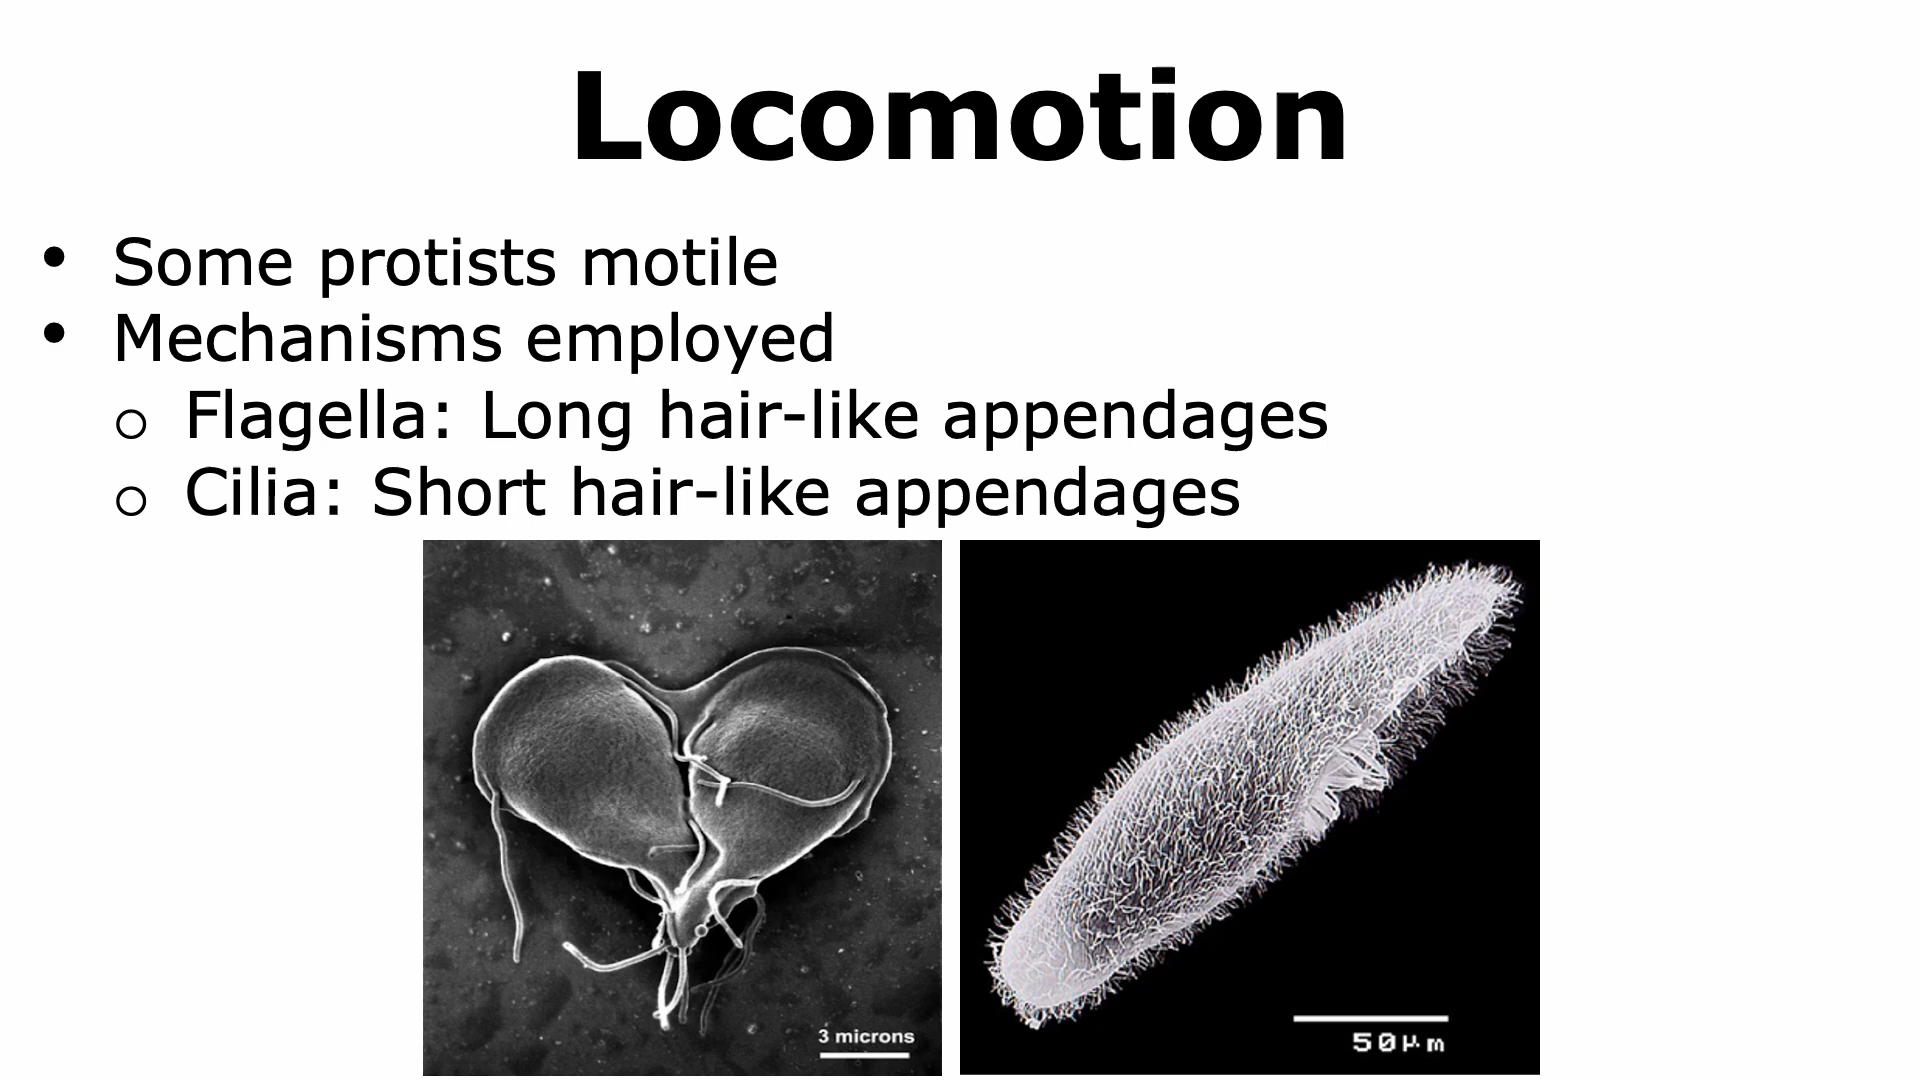 Locomotion
• Some protists motile
• Mechanisms employed
o Flagella: Long hair-like appendages
o Cilia: Short hair-like appendages
3 microns
50µm